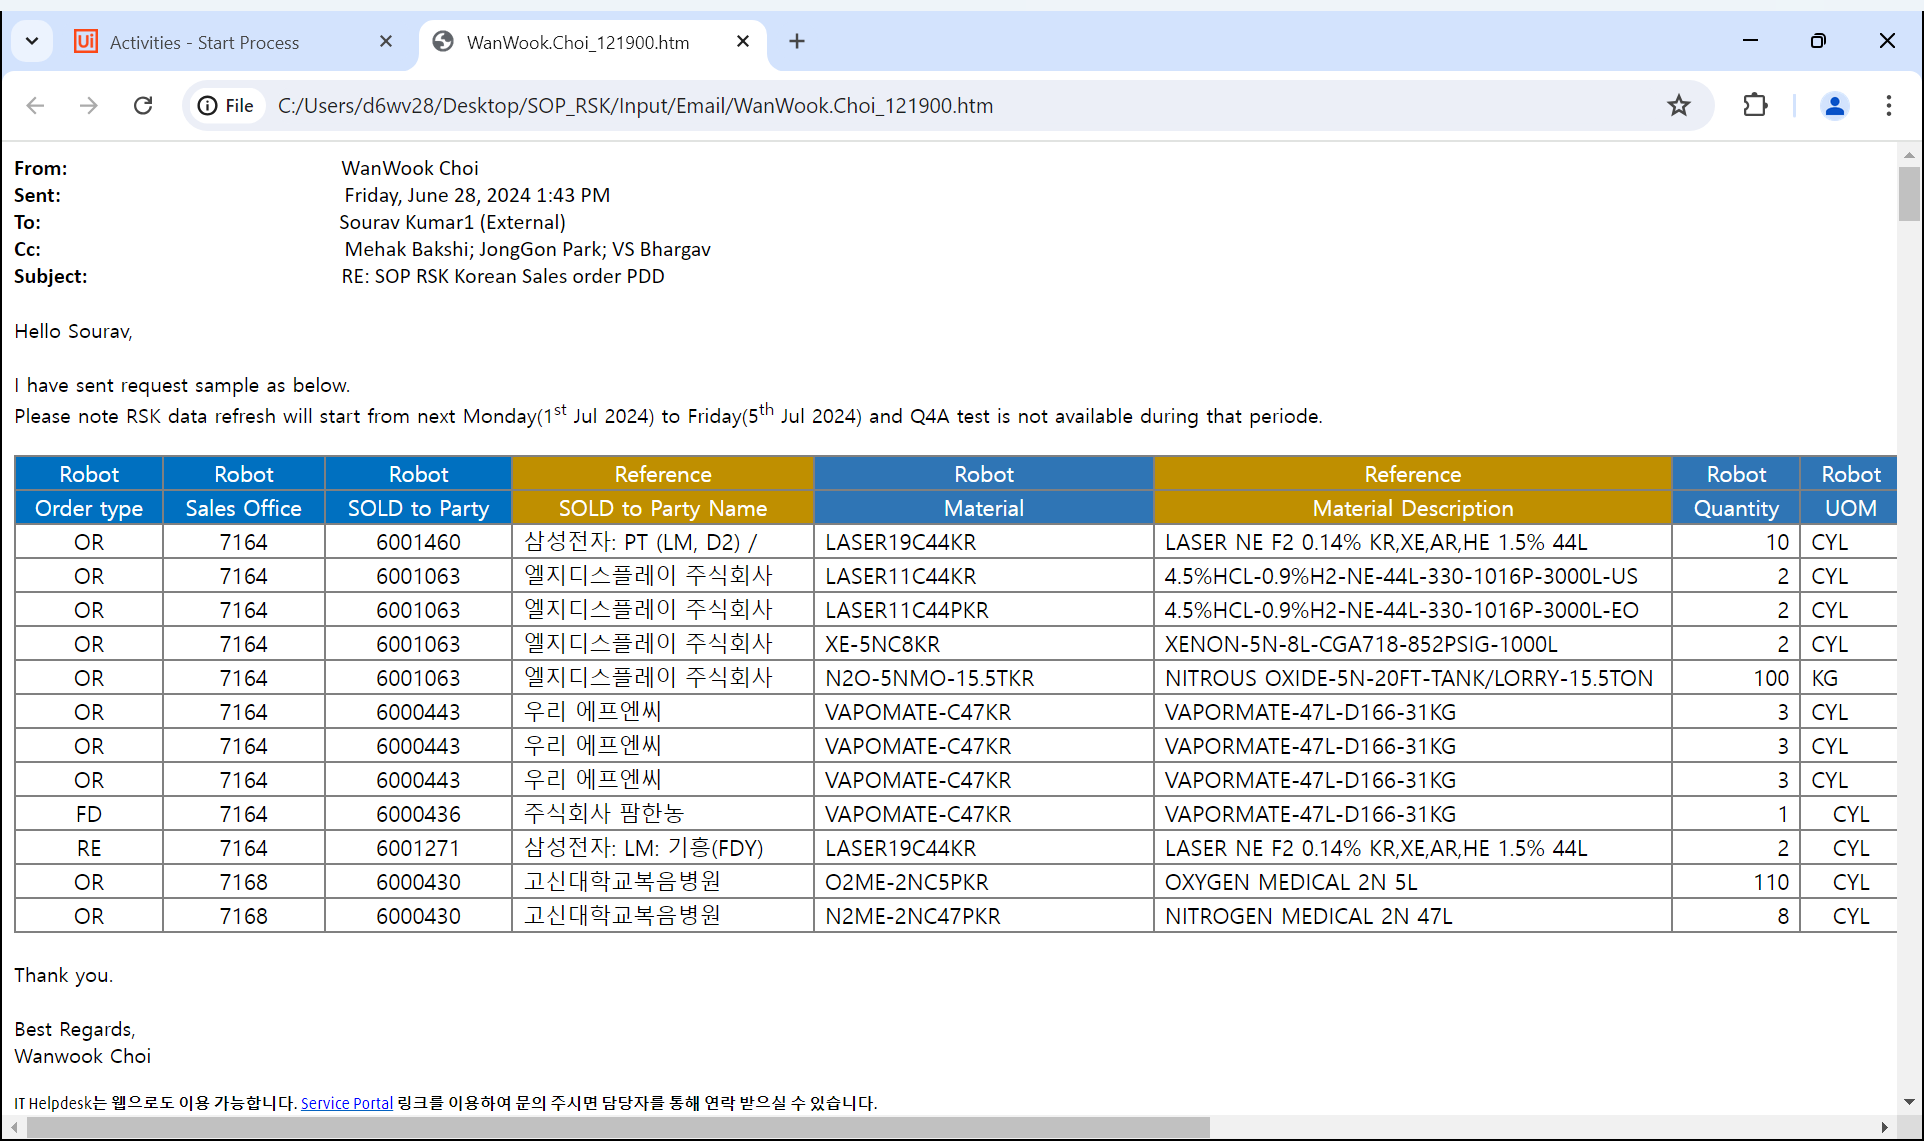 Activities - Start Process
WanWook.Choi_121900.htm
File
C:/Users/d6wv28/Desktop/SOP_RSK/Input/Email/WanWook.Choi_121900.htm
From: WanWook Choi
Sent: Friday, June 28, 2024 1:43 PM
To: Sourav Kumar1 (External)
Cc: Mehak Bakshi; JongGon Park; VS Bhargav
Subject: RE: SOP RSK Korean Sales order PDD
Hello Sourav,
I have sent request sample as below.
Please note RSK data refresh will start from next Monday(1st Jul 2024) to Friday(5th Jul 2024) and Q4A test is not available during that periode.
Robot Robot Robot Reference Robot Reference Robot Robot
Order type Sales Office SOLD to Party SOLD to Party Name Material Material Description Quantity UOM
OR 7164 6001460 삼성전자: PT (LM, D2) / LASER19C44KR LASER NE F2 0.14% KR,XE,AR,HE 1.5% 44L 10 CYL
OR 7164 6001063 엘지디스플레이 주식회사 LASER11C44KR 4.5%HCL-0.9%H2-NE-44L-330-1016P-3000L-US 2 CYL
OR 7164 6001063 엘지디스플레이 주식회사 LASER11C44PKR 4.5%HCL-0.9%H2-NE-44L-330-1016P-3000L-EO 2 CYL
OR 7164 6001063 엘지디스플레이 주식회사 XE-5NC8KR XENON-5N-8L-CGA718-852PSIG-1000L 2 CYL
OR 7164 6001063 엘지디스플레이 주식회사 N2O-5NMO-15.5TKR NITROUS OXIDE-5N-20FT-TANK/LORRY-15.5TON 100 KG
OR 7164 6000443 우리 에프엔씨 VAPOMATE-C47KR VAPORMATE-47L-D166-31KG 3 CYL
OR 7164 6000443 우리 에프엔씨 VAPOMATE-C47KR VAPORMATE-47L-D166-31KG 3 CYL
OR 7164 6000443 우리 에프엔씨 VAPOMATE-C47KR VAPORMATE-47L-D166-31KG 3 CYL
FD 7164 6000436 주식회사 팜한농 VAPOMATE-C47KR VAPORMATE-47L-D166-31KG 1 CYL
RE 7164 6001271 삼성전자: LM: 기흥(FDY) LASER19C44KR LASER NE F2 0.14% KR,XE,AR,HE 1.5% 44L 2 CYL
OR 7168 6000430 고신대학교복음병원 O2ME-2NC5PKR OXYGEN MEDICAL 2N 5L 110 CYL
OR 7168 6000430 고신대학교복음병원 N2ME-2NC47PKR NITROGEN MEDICAL 2N 47L 8 CYL
Thank you.
Best Regards,
Wanwook Choi
IT Helpdesk는 웹으로도 이용 가능합니다. Service Portal 링크를 이용하여 문의 주시면 담당자를 통해 연락 받으실 수 있습니다.